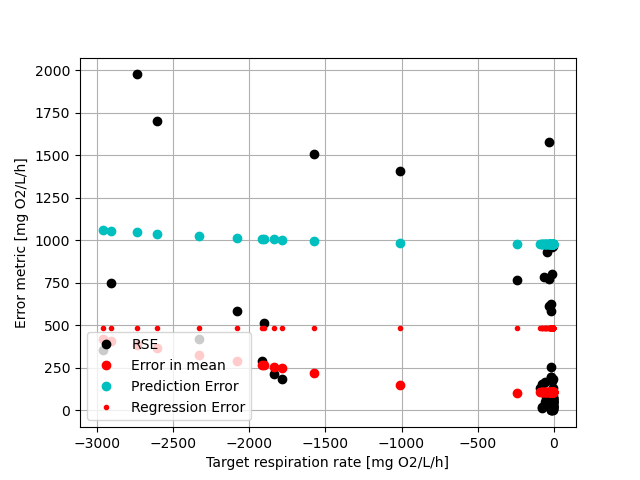 2000
1750
1500
1250
1000
750
500
250
0
Error metric [mg O2/L/h]
RSE
Error in mean
Prediction Error
Regression Error
−3000 −2500 −2000 −1500 −1000 −500 0
Target respiration rate [mg O2/L/h]